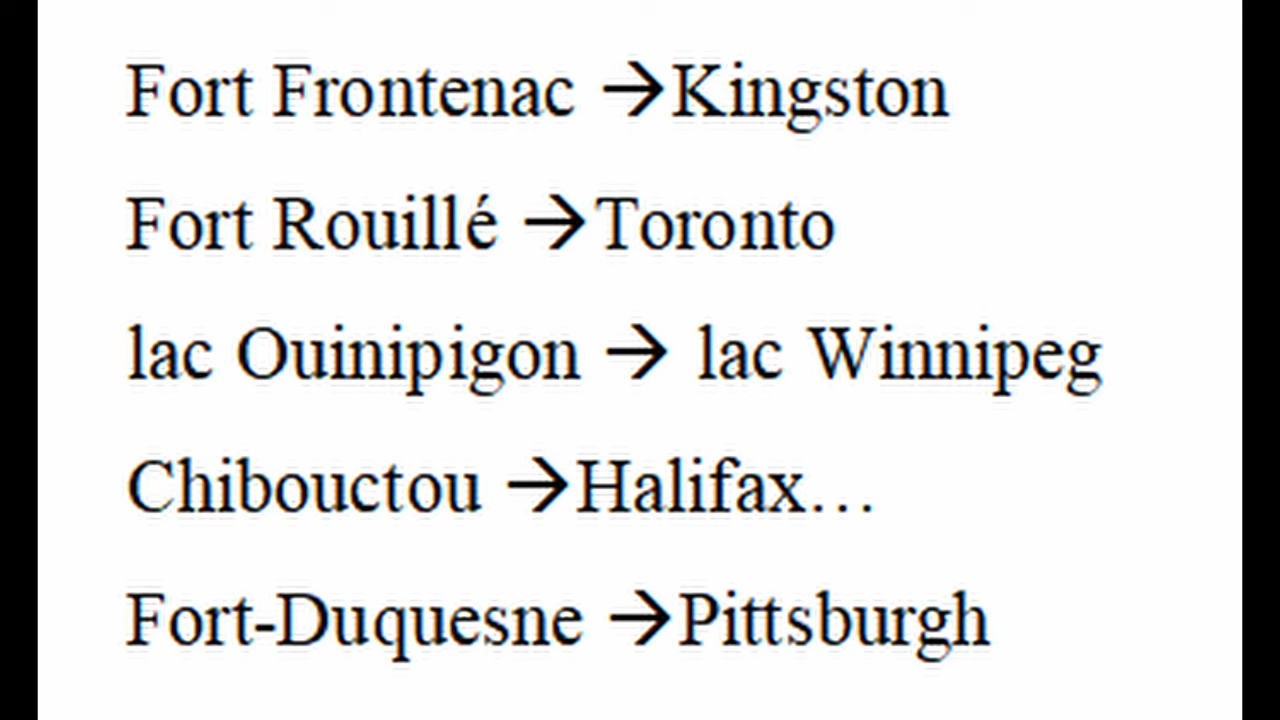 Fort Frontenac →Kingston
Fort Rouillé →Toronto
lac Ouinipigon → lac Winnipeg
Chibouctou →Halifax…
Fort-Duquesne →Pittsburgh